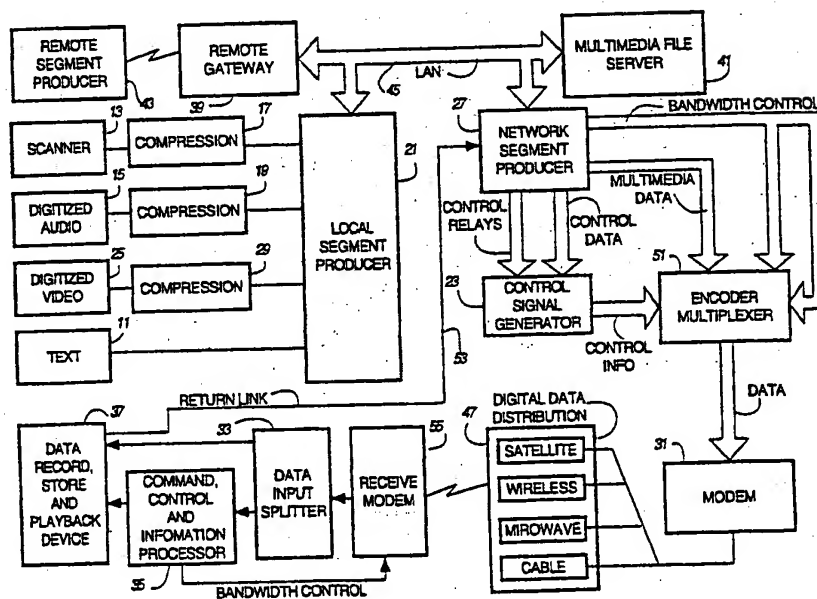 REMOTE
SEGMENT
PRODUCER
43
REMOTE
GATEWAY
39
LAN
45
MULTIMEDIA FILE
SERVER
41
13
SCANNER
17
COMPRESSION
15
DIGITIZED
AUDIO
19
COMPRESSION
25
DIGITIZED
VIDEO
29
COMPRESSION
11
TEXT
21
LOCAL
SEGMENT
PRODUCER
27
NETWORK
SEGMENT
PRODUCER
BANDWIDTH CONTROL
MULTIMEDIA
DATA
CONTROL
RELAYS
CONTROL
DATA
23
CONTROL
SIGNAL
GENERATOR
CONTROL
INFO
51
ENCODER
MULTIPLEXER
53
RETURN LINK
DATA
31
MODEM
37
DATA
RECORD,
STORE
AND
PLAYBACK
DEVICE
COMMAND,
CONTROL
AND
INFOMATION
PROCESSOR
35
33
DATA
INPUT
SPLITTER
55
RECEIVE
MODEM
BANDWIDTH CONTROL
47
DIGITAL DATA
DISTRIBUTION
SATELLITE
WIRELESS
MIROWAVE
CABLE